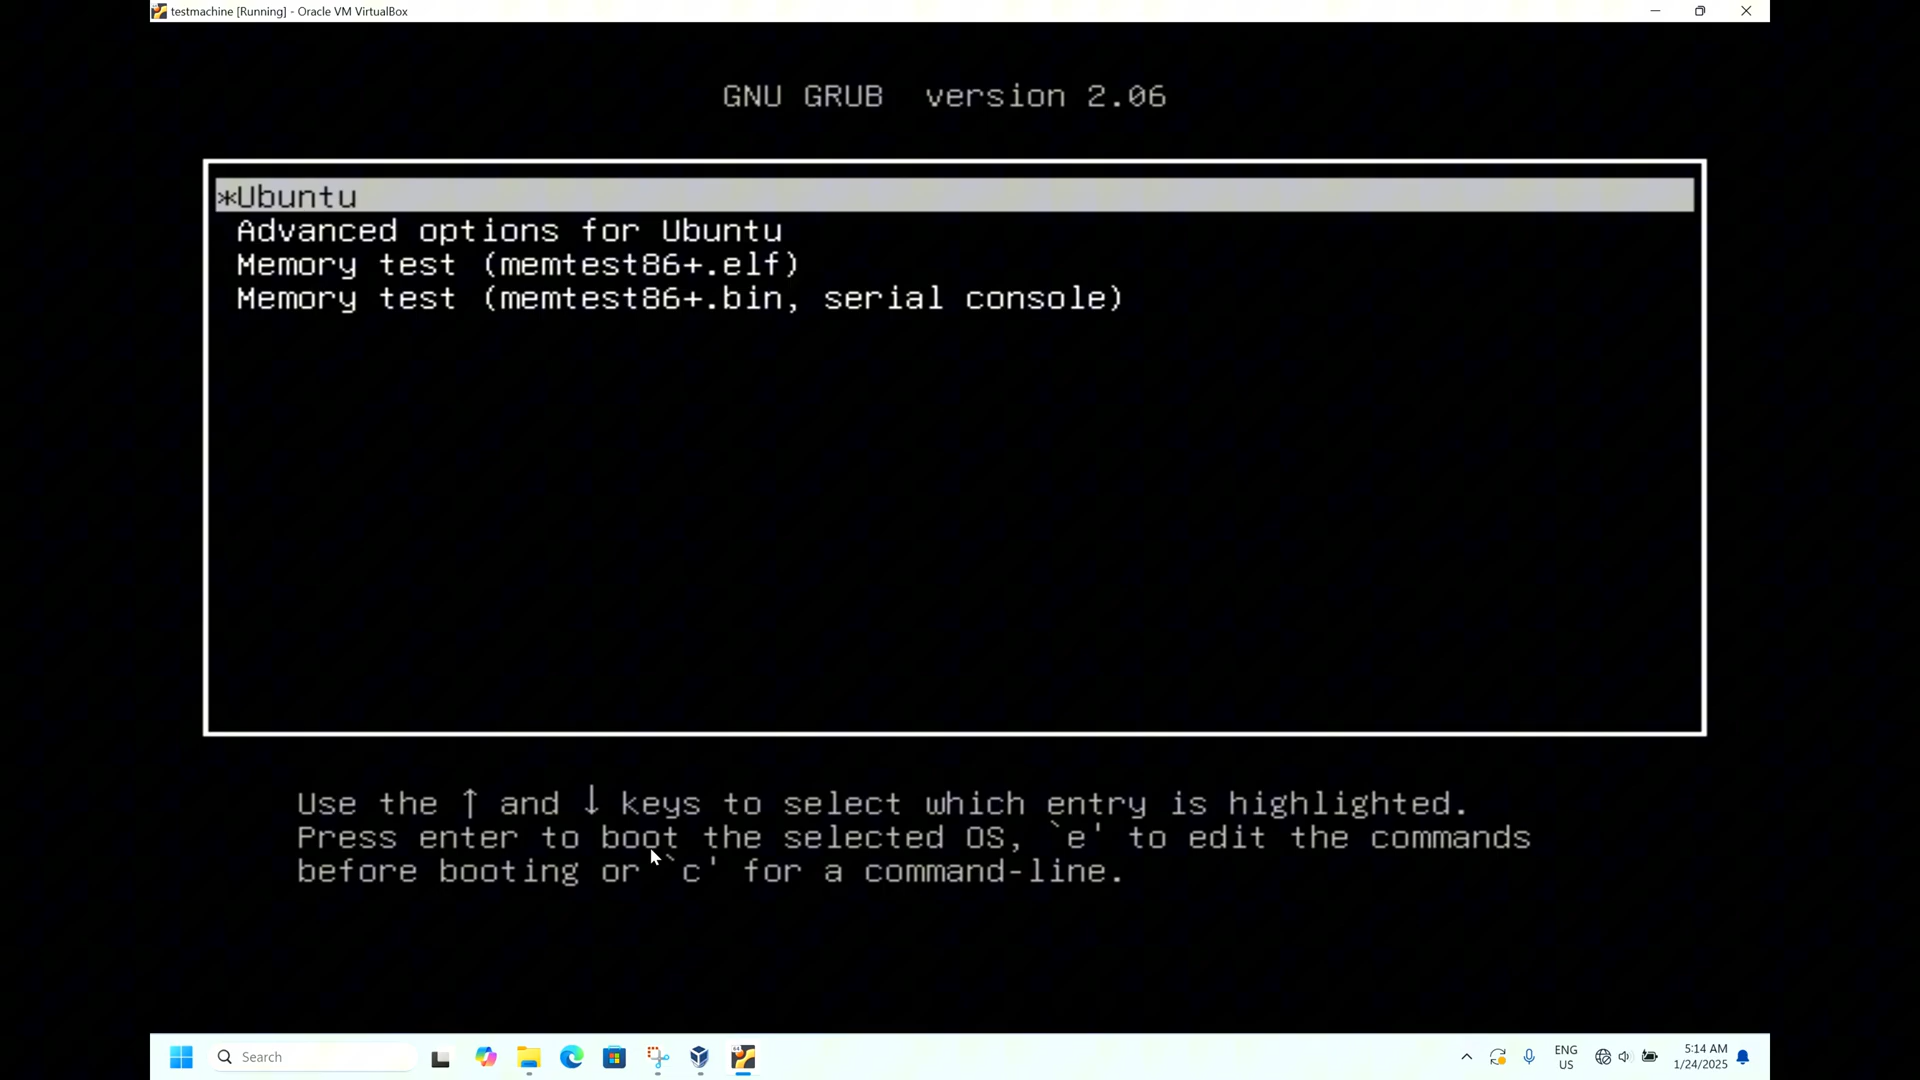 testmachine [Running] - Oracle VM VirtualBox
GNU GRUB version 2.06
*Ubuntu
Advanced options for Ubuntu
Memory test (memtest86+.elf)
Memory test (memtest86+.bin, serial console)
Use the ↑ and ↓ keys to select which entry is highlighted.
Press enter to boot the selected OS, `e' to edit the commands
before booting or `c' for a command-line.
Search
ENG
US
5:14 AM
1/24/2025